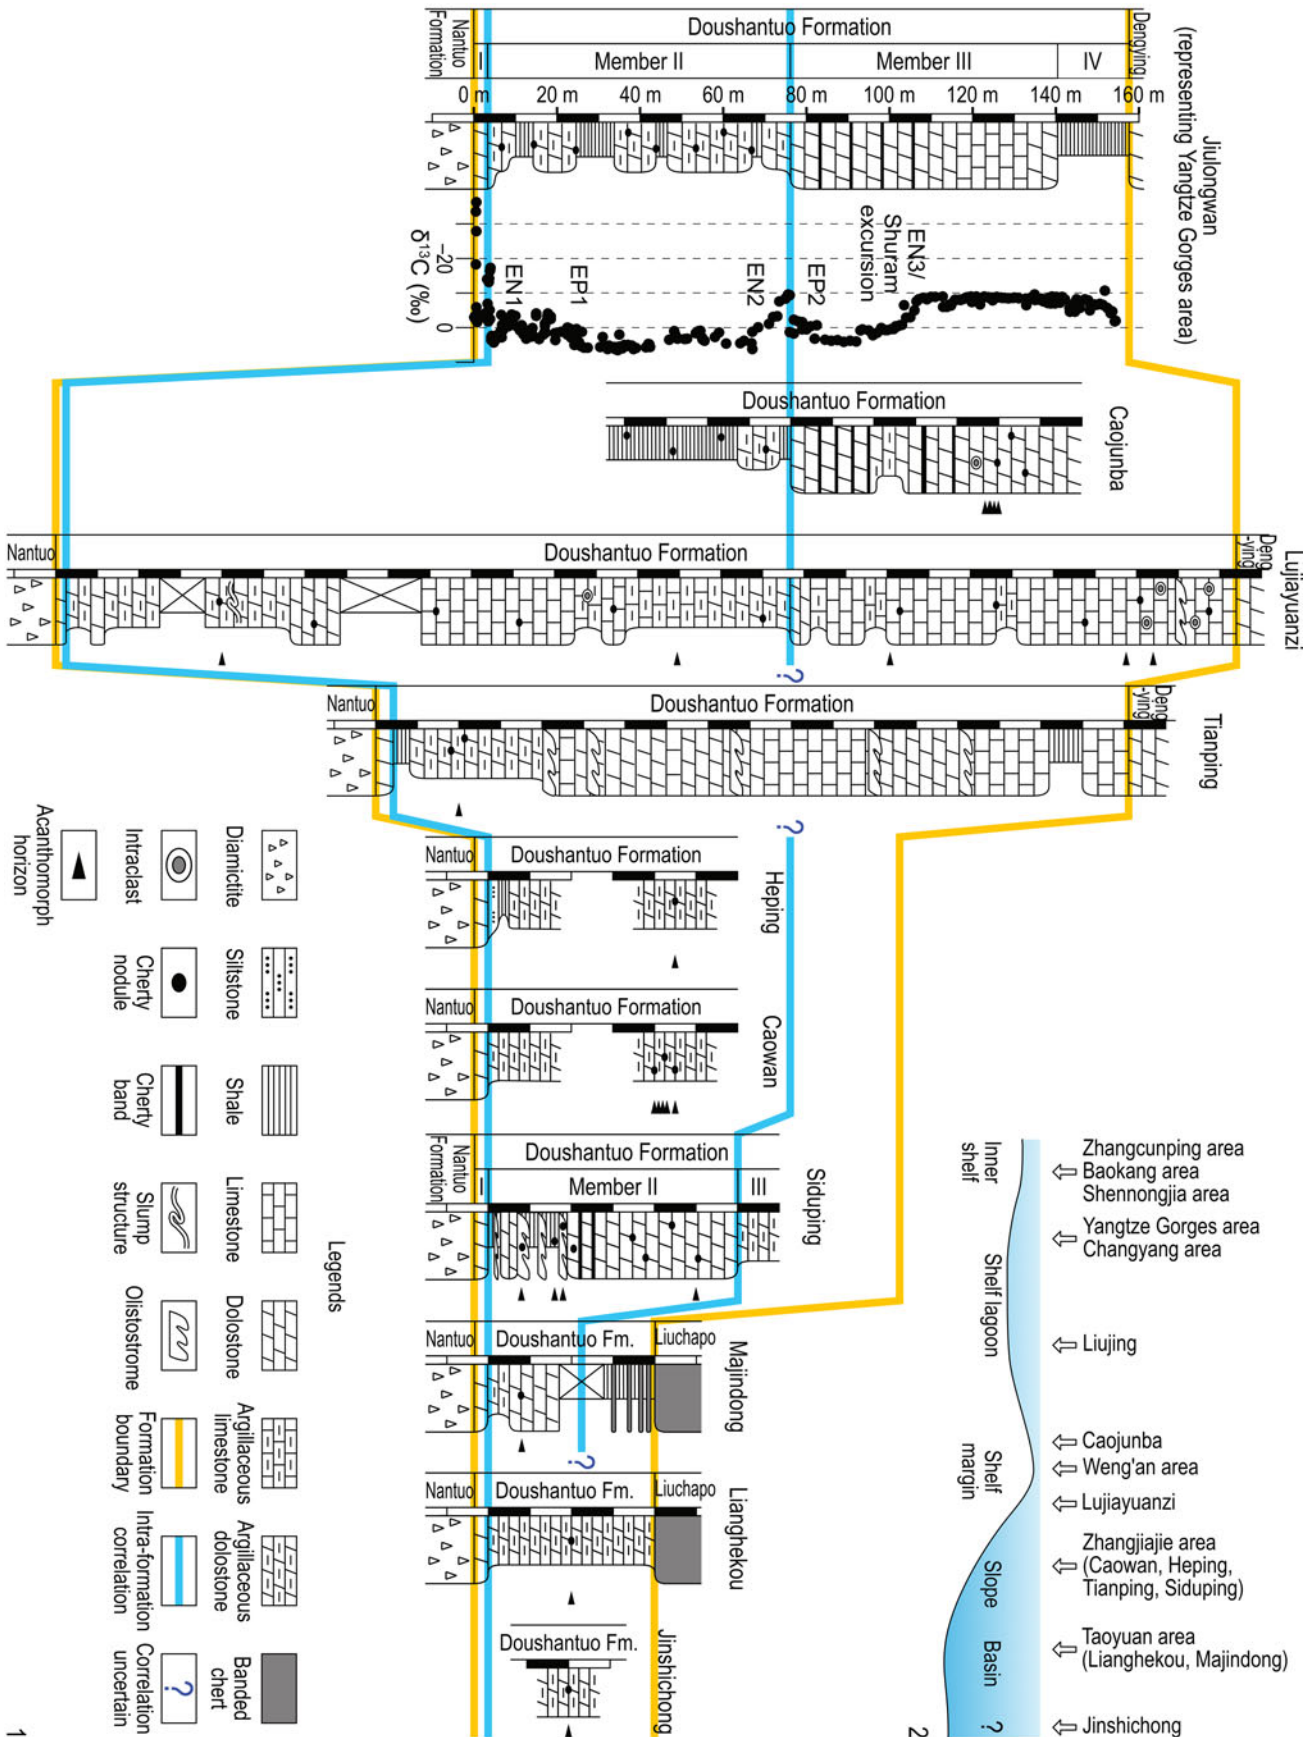 Jiulongwan
(representing Yangtze Gorges area)
Dengying
Doushantuo Formation
Nantuo
Formation
IV
Member III
Member II
I
0 m
20 m
40 m
60 m
80 m
100 m
120 m
140 m
160 m
EN3/
Shuram
excursion
EP2
EN2
EP1
EN1
−20
0
δ13C (‰)
Caojunba
Doushantuo Formation
Lujiayuanzi
Deng
-ying
Doushantuo Formation
Nantuo
?
Tianping
Deng
-ying
Doushantuo Formation
Nantuo
?
Heping
Doushantuo Formation
Nantuo
Caowan
Doushantuo Formation
Nantuo
Siduping
Doushantuo Formation
Nantuo
Formation
III
Member II
I
Majindong
Liuchapo
Doushantuo Fm.
Nantuo
?
Lianghekou
Liuchapo
Doushantuo Fm.
Nantuo
Jinshichong
Doushantuo Fm.
Legends
Diamictite
Siltstone
Shale
Limestone
Dolostone
Argillaceous
limestone
Argillaceous
dolostone
Banded
chert
Intraclast
Cherty
nodule
Cherty
band
Slump
structure
Olistostrome
Formation
boundary
Intra-formation
correlation
?
Correlation
uncertain
Acanthomorph
horizon
1
Zhangcunping area
Baokang area
Shennongjia area
Yangtze Gorges area
Changyang area
Liujing
Caojunba
Weng'an area
Lujiayuanzi
Zhangjiajie area
(Caowan, Heping,
Tianping, Siduping)
Taoyuan area
(Lianghekou, Majindong)
Jinshichong
Inner
shelf
Shelf lagoon
Shelf
margin
Slope
Basin
?
2